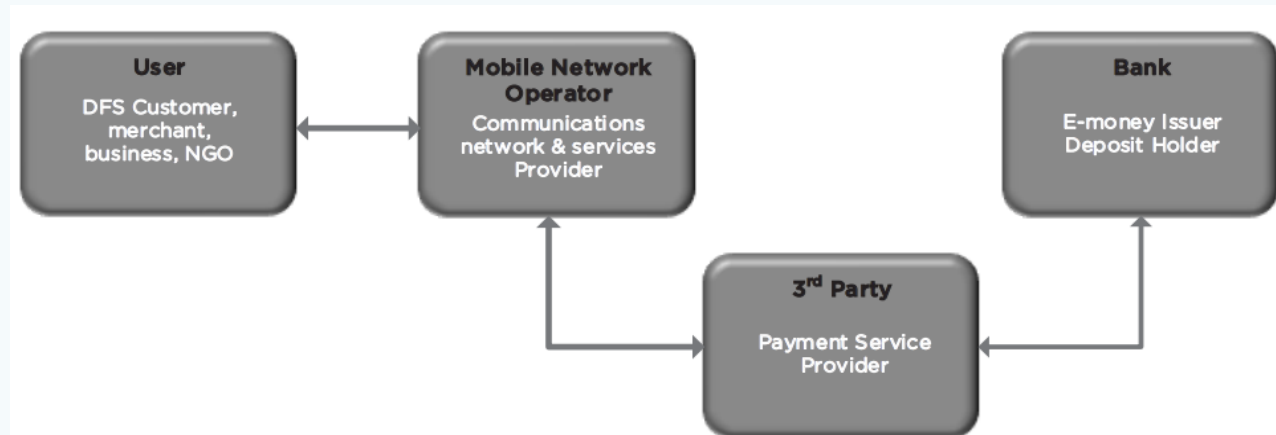 User
DFS Customer,
merchant,
business, NGO
Mobile Network
Operator
Communications
network & services
Provider
Bank
E-money Issuer
Deposit Holder
3rd Party
Payment Service
Provider